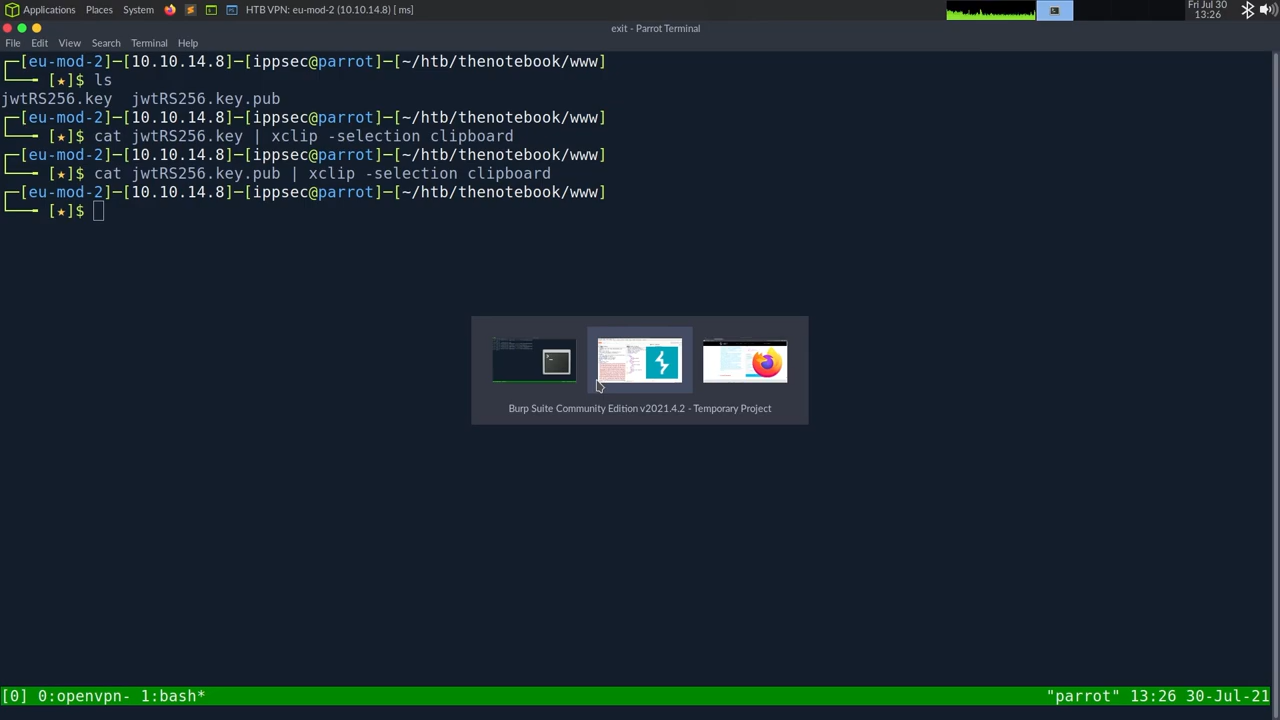 Applications Places System HTB VPN: eu-mod-2 (10.10.14.8) [ ms] Fri Jul 30
13:26
exit - Parrot Terminal
File Edit View Search Terminal Help
┌─[eu-mod-2]─[10.10.14.8]─[ippsec@parrot]─[~/htb/thenotebook/www]
└──╼ [★]$ ls
jwtRS256.key jwtRS256.key.pub
┌─[eu-mod-2]─[10.10.14.8]─[ippsec@parrot]─[~/htb/thenotebook/www]
└──╼ [★]$ cat jwtRS256.key | xclip -selection clipboard
┌─[eu-mod-2]─[10.10.14.8]─[ippsec@parrot]─[~/htb/thenotebook/www]
└──╼ [★]$ cat jwtRS256.key.pub | xclip -selection clipboard
┌─[eu-mod-2]─[10.10.14.8]─[ippsec@parrot]─[~/htb/thenotebook/www]
└──╼ [★]$
Burp Suite Community Edition v2021.4.2 - Temporary Project
[0] 0:openvpn- 1:bash* "parrot" 13:26 30-Jul-21